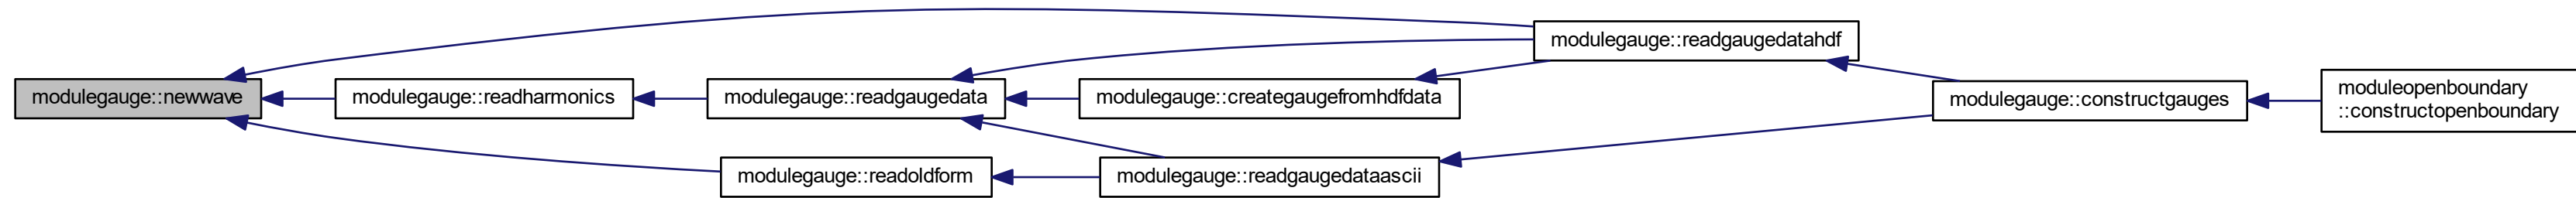 modulegauge::newwave
modulegauge::readharmonics
modulegauge::readgaugedata
modulegauge::creategaugefromhdfdata
modulegauge::readgaugedatahdf
modulegauge::constructgauges
moduleopenboundary
::constructopenboundary
modulegauge::readoldform
modulegauge::readgaugedataascii